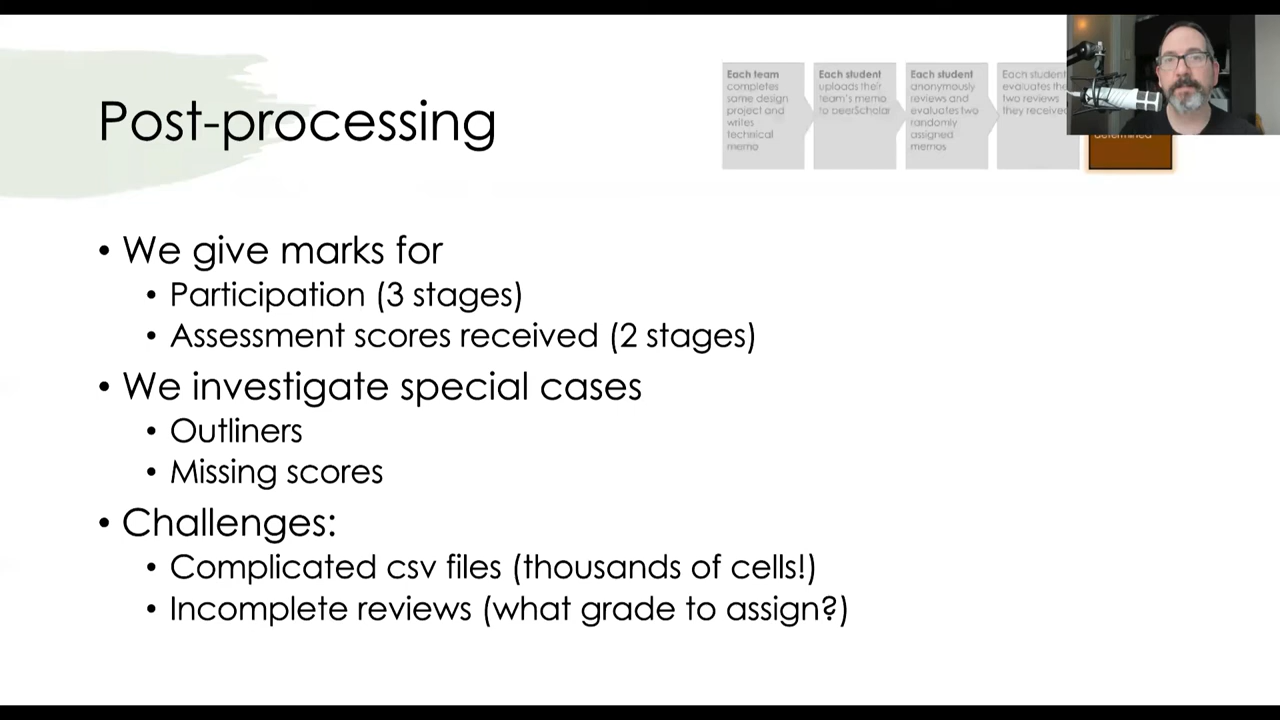 Post-processing
Each team
completes
some design
project and
writes
technical
memo
Each student
uploads their
team's memo
to peerScholar
Each student
anonymously
reviews and
evaluates two
randomly
assigned
memos
Each student
evaluates the
two reviews
they received
determined
• We give marks for
• Participation (3 stages)
• Assessment scores received (2 stages)
• We investigate special cases
• Outliners
• Missing scores
• Challenges:
• Complicated csv files (thousands of cells!)
• Incomplete reviews (what grade to assign?)